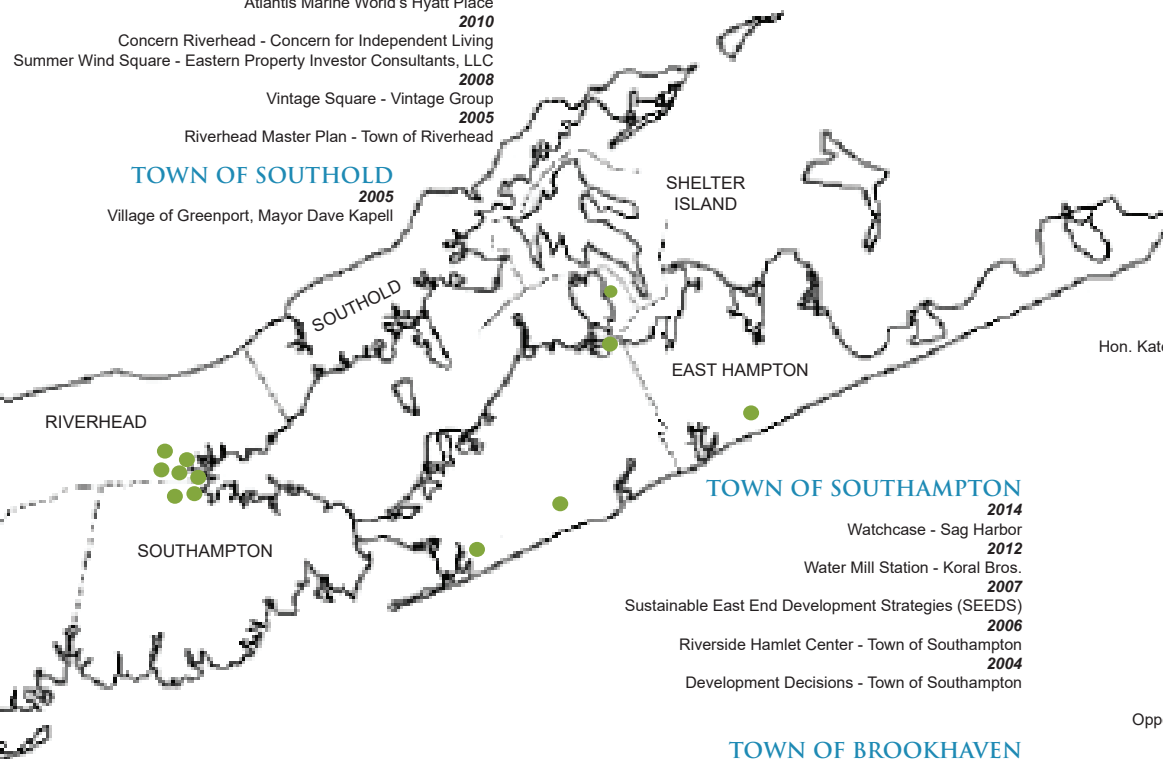 Atlantis Marine World's Hyatt Place
2010
Concern Riverhead - Concern for Independent Living
Summer Wind Square - Eastern Property Investor Consultants, LLC
2008
Vintage Square - Vintage Group
2005
Riverhead Master Plan - Town of Riverhead
TOWN OF SOUTHOLD
2005
Village of Greenport, Mayor Dave Kapell
SHELTER
ISLAND
SOUTHOLD
EAST HAMPTON
Hon.
RIVERHEAD
SOUTHAMPTON
TOWN OF SOUTHAMPTON
2014
Watchcase - Sag Harbor
2012
Water Mill Station - Koral Bros.
2007
Sustainable East End Development Strategies (SEEDS)
2006
Riverside Hamlet Center - Town of Southampton
2004
Development Decisions - Town of Southampton
TOWN OF BROOKHAVEN